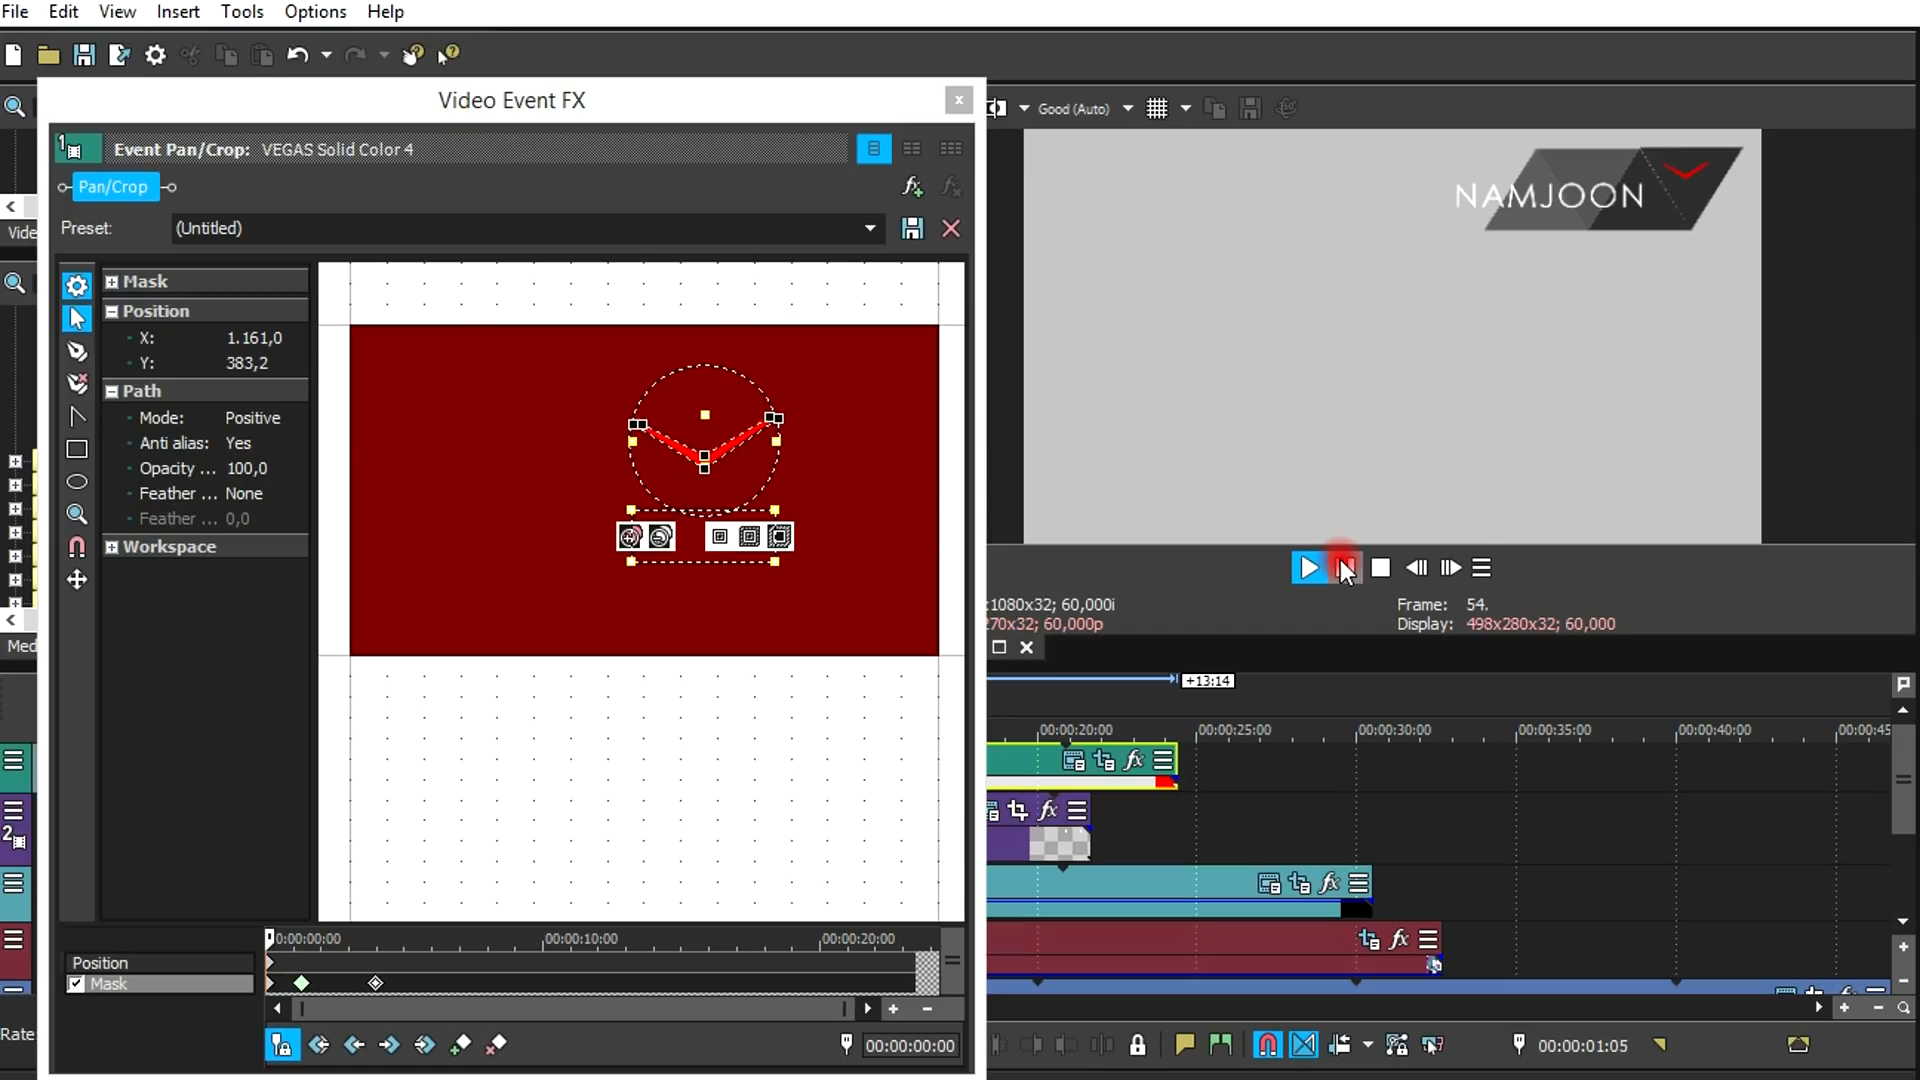 File Edit View Insert Tools Options Help
Video Event FX
Good (Auto)
1 Event Pan/Crop: VEGAS Solid Color 4
Pan/Crop
Preset: (Untitled)
Vide
NAMJOON
Mask
Position
X: 1.161,0
Y: 383,2
Path
Mode: Positive
Anti alias: Yes
Opacity ... 100,0
Feather ... None
Feather ... 0,0
Workspace
:1080x32; 60,000i
Frame: 54.
270x32; 60,000p
Display: 498x280x32; 60,000
Med
+13:14
00:00:20:00 00:00:25:00 00:00:30:00 00:00:35:00 00:00:40:00 00:00:45
2
0:00:00:00 00:00:10:00 00:00:20:00
Position
Mask
Rate
00:00:00:00
00:00:01:05